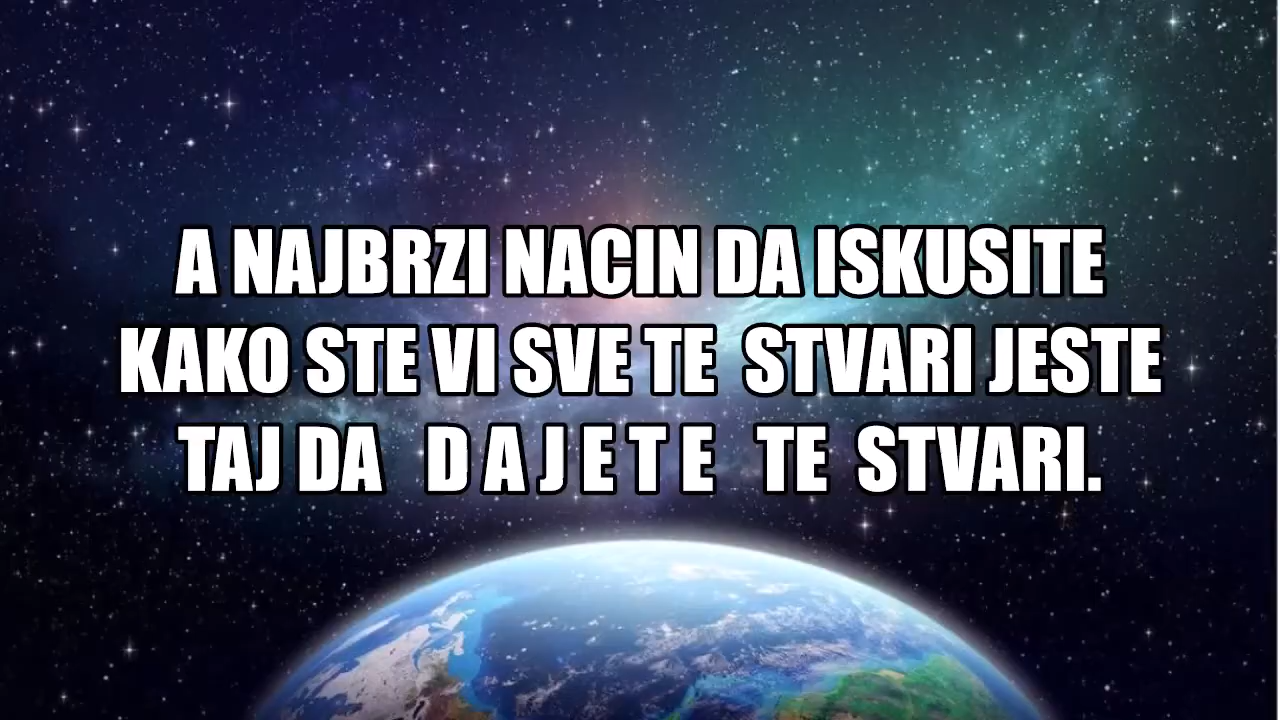 A NAJBRZI NACIN DA ISKUSITE
KAKO STE VI SVE TE STVARI JESTE
TAJ DA D A J E T E TE STVARI.